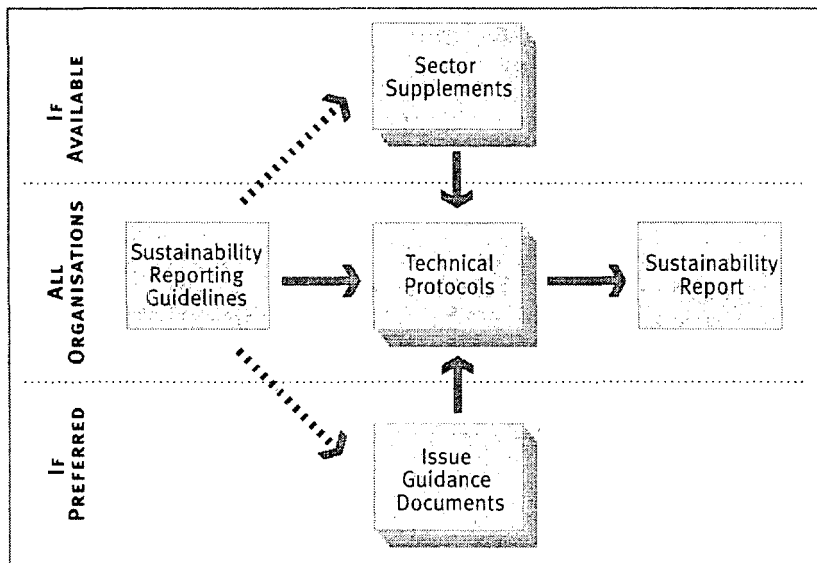 IF
AVAILABLE
Sector
Supplements
ALL
ORGANISATIONS
Sustainability
Reporting
Guidelines
Technical
Protocols
Sustainability
Report
IF
PREFERRED
Issue
Guidance
Documents